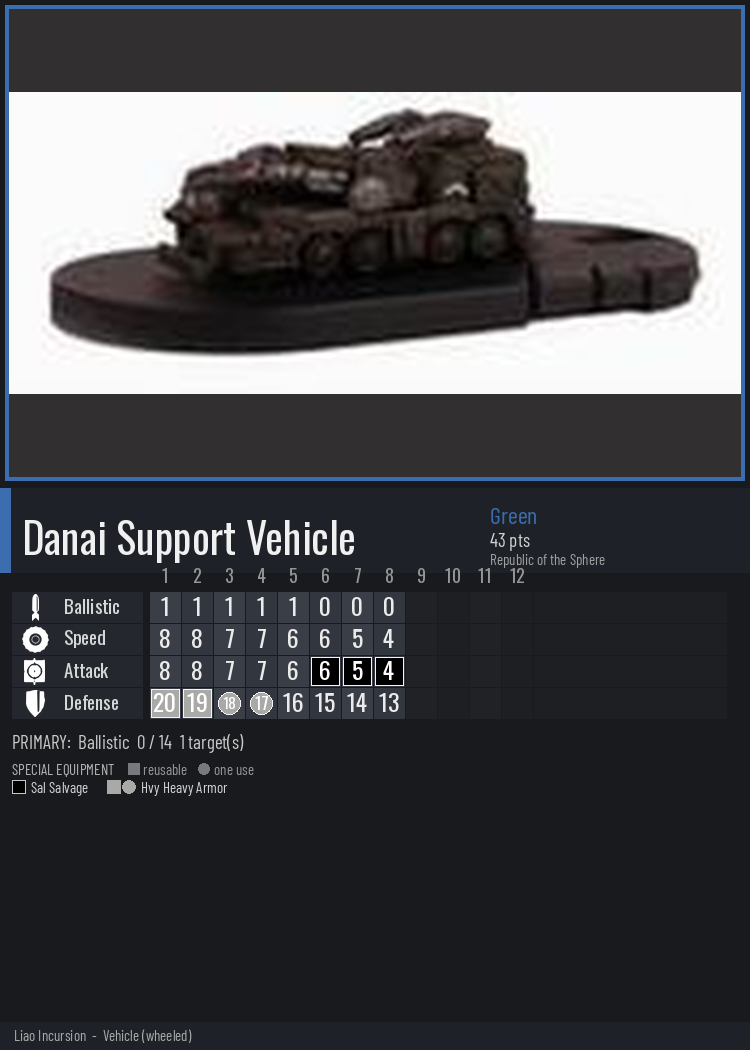 Danai Support Vehicle
Green
43 pts
Republic of the Sphere
1 2 3 4 5 6 7 8 9 10 11 12
Ballistic 1 1 1 1 1 0 0 0
Speed 8 8 7 7 6 6 5 4
Attack 8 8 7 7 6 6 5 4
Defense 20 19 18 17 16 15 14 13
PRIMARY: Ballistic 0 / 14 1 target(s)
SPECIAL EQUIPMENT reusable one use
Sal Salvage Hvy Heavy Armor
Liao Incursion - Vehicle (wheeled)